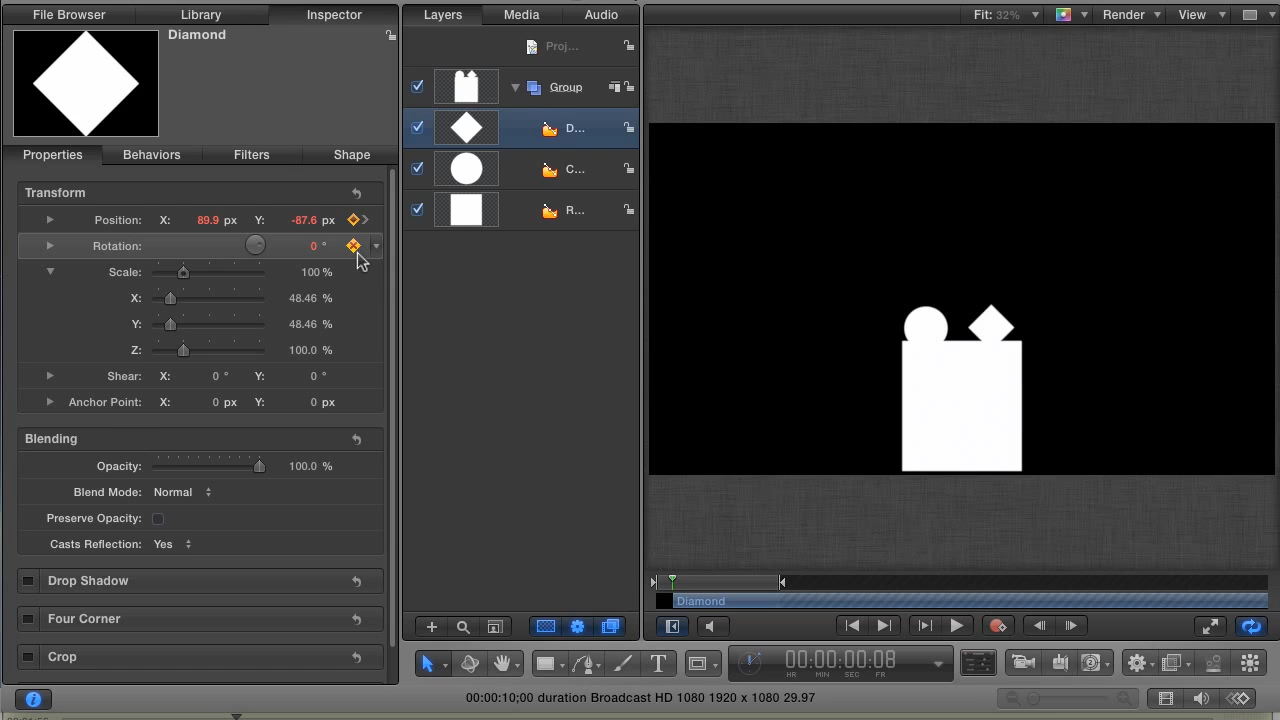 File Browser Library Inspector
Layers Media Audio
Fit: 32% Render View
Diamond
Proj...
Group
D...
C...
R...
Properties Behaviors Filters Shape
Transform
Position: X: 89.9 px Y: -87.6 px
Rotation: 0 °
Scale: 100 %
X: 48.46 %
Y: 48.46 %
Z: 100.0 %
Shear: X: 0 ° Y: 0 °
Anchor Point: X: 0 px Y: 0 px
Blending
Opacity: 100.0 %
Blend Mode: Normal
Preserve Opacity:
Casts Reflection: Yes
Drop Shadow
Four Corner
Crop
Diamond
T
00:00:00:08
HR MIN SEC FR
00:00:10;00 duration Broadcast HD 1080 1920 x 1080 29.97